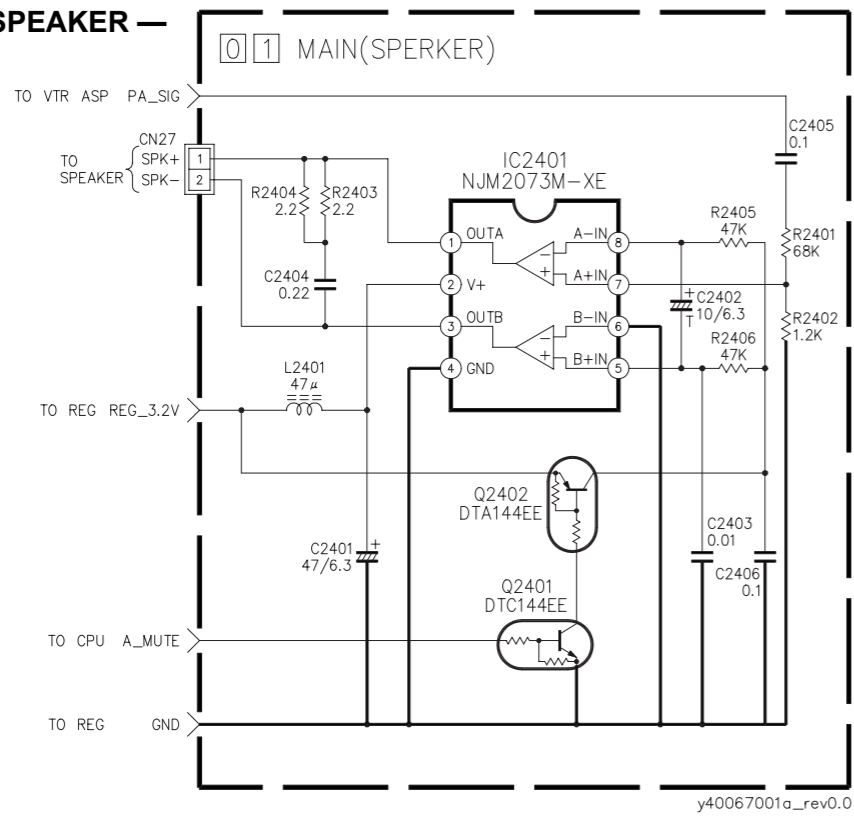 SPEAKER —
0 1 MAIN(SPERKER)
TO VTR ASP PA_SIG
C2405
0.1
CN27
TO SPEAKER
SPK+ 1
SPK- 2
IC2401
NJM2073M-XE
R2404
2.2
R2403
2.2
R2405
47K
R2401
68K
1 OUTA
A-IN 8
2 V+
A+IN 7
3 OUTB
B-IN 6
4 GND
B+IN 5
- +
- +
C2404
0.22
+
C2402
10/6.3
T
R2402
1.2K
R2406
47K
L2401
47μ
TO REG REG_3.2V
Q2402
DTA144EE
C2401
47/6.3
+
C2403
0.01
C2406
0.1
Q2401
DTC144EE
TO CPU A_MUTE
TO REG GND
y40067001a_rev0.0